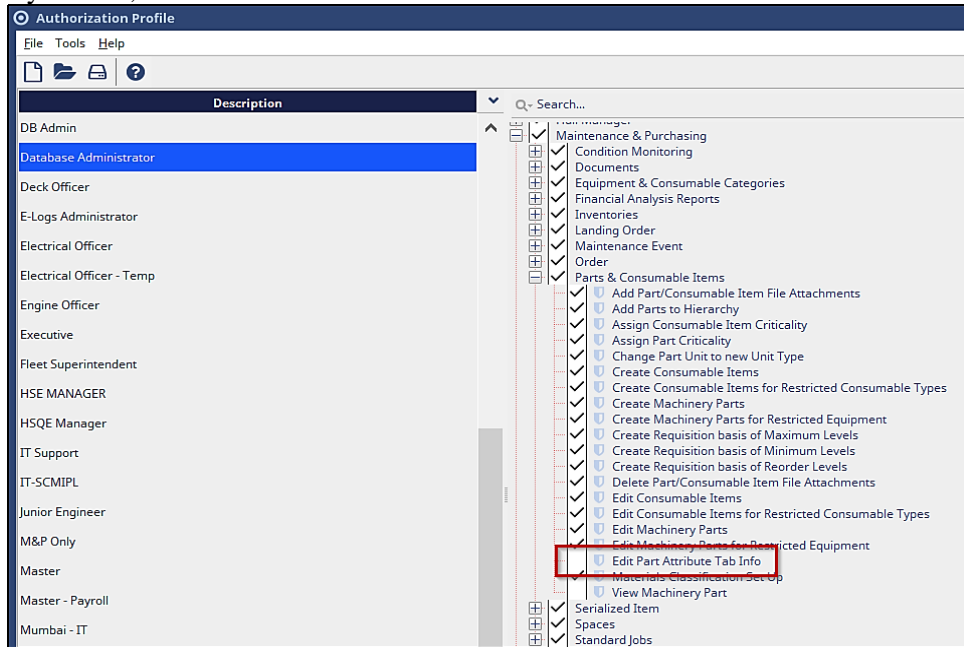 Authorization Profile
File Tools Help
Description
Search...
DB Admin
Database Administrator
Deck Officer
E-Logs Administrator
Electrical Officer
Electrical Officer - Temp
Engine Officer
Executive
Fleet Superintendent
HSE MANAGER
HSQE Manager
IT Support
IT-SCMIPL
Junior Engineer
M&P Only
Master
Master - Payroll
Mumbai - IT
Maintenance & Purchasing
Condition Monitoring
Documents
Equipment & Consumable Categories
Financial Analysis Reports
Inventories
Landing Order
Maintenance Event
Order
Parts & Consumable Items
Add Part/Consumable Item File Attachments
Add Parts to Hierarchy
Assign Consumable Item Criticality
Assign Part Criticality
Change Part Unit to new Unit Type
Create Consumable Items
Create Consumable Items for Restricted Consumable Types
Create Machinery Parts
Create Machinery Parts for Restricted Equipment
Create Requisition basis of Maximum Levels
Create Requisition basis of Minimum Levels
Create Requisition basis of Reorder Levels
Delete Part/Consumable Item File Attachments
Edit Consumable Items
Edit Consumable Items for Restricted Consumable Types
Edit Machinery Parts
Edit Machinery Parts for Restricted Equipment
Edit Part Attribute Tab Info
Materials Classification Set Up
View Machinery Part
Serialized Item
Spaces
Standard Jobs